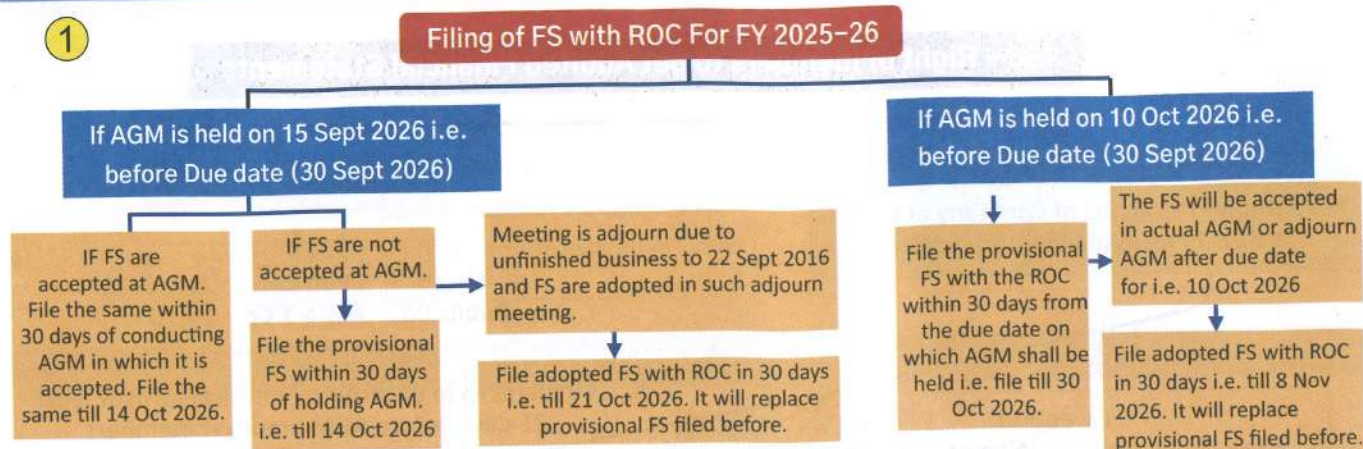 1
Filing of FS with ROC For FY 2025-26
If AGM is held on 15 Sept 2026 i.e.
before Due date (30 Sept 2026)
If AGM is held on 10 Oct 2026 i.e.
before Due date (30 Sept 2026)
IF FS are
accepted at AGM.
File the same within
30 days of conducting
AGM in which it is
accepted. File the
same till 14 Oct 2026.
IF FS are not
accepted at AGM.
File the provisional
FS within 30 days
of holding AGM.
i.e. till 14 Oct 2026
Meeting is adjourn due to
unfinished business to 22 Sept 2016
and FS are adopted in such adjourn
meeting.
File adopted FS with ROC in 30 days
i.e. till 21 Oct 2026. It will replace
provisional FS filed before.
File the provisional
FS with the ROC
within 30 days from
the due date on
which AGM shall be
held i.e. file till 30
Oct 2026.
The FS will be accepted
in actual AGM or adjourn
AGM after due date
for i.e. 10 Oct 2026
File adopted FS with ROC
in 30 days i.e. till 8 Nov
2026. It will replace
provisional FS filed before.